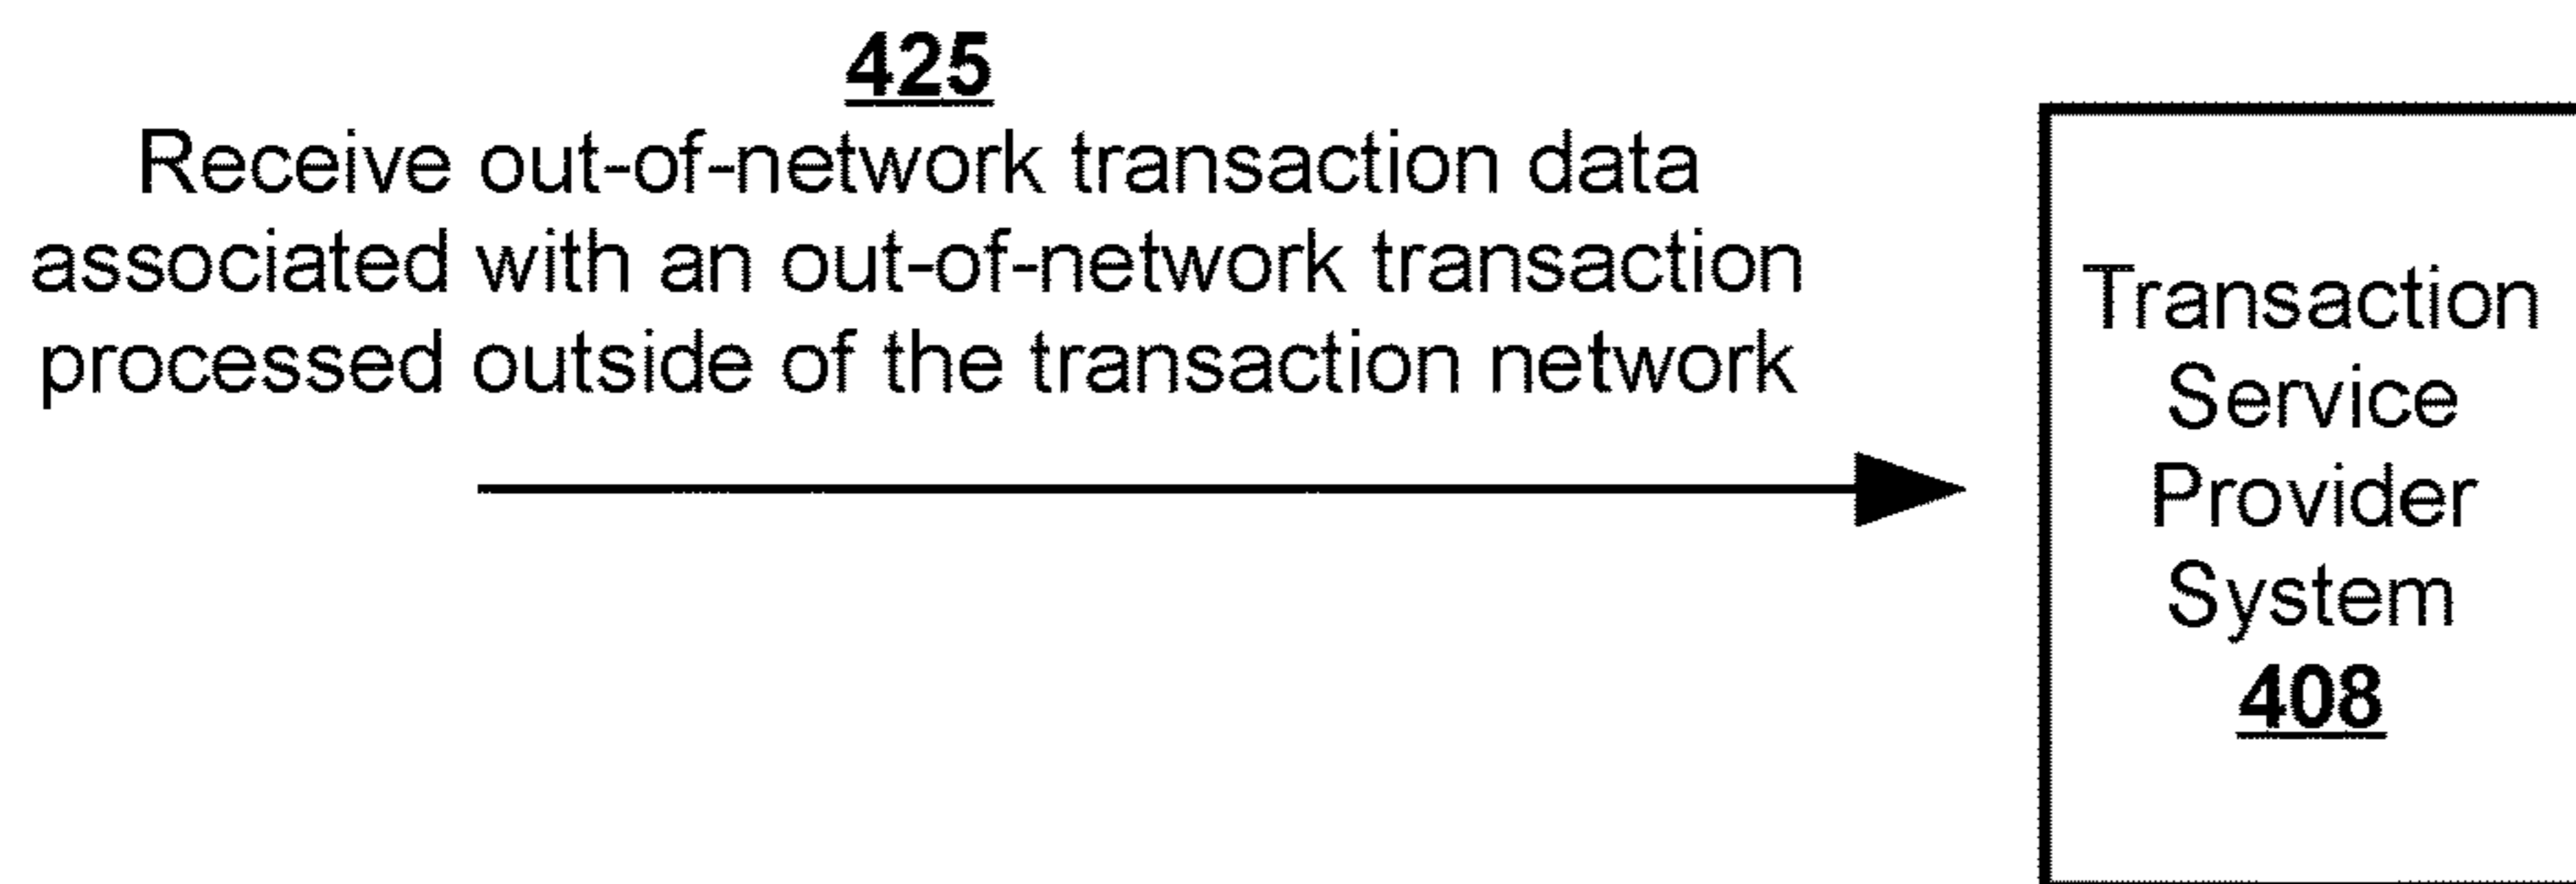 425
Receive out-of-network transaction data
associated with an out-of-network transaction
processed outside of the transaction network
Transaction
Service
Provider
System
408